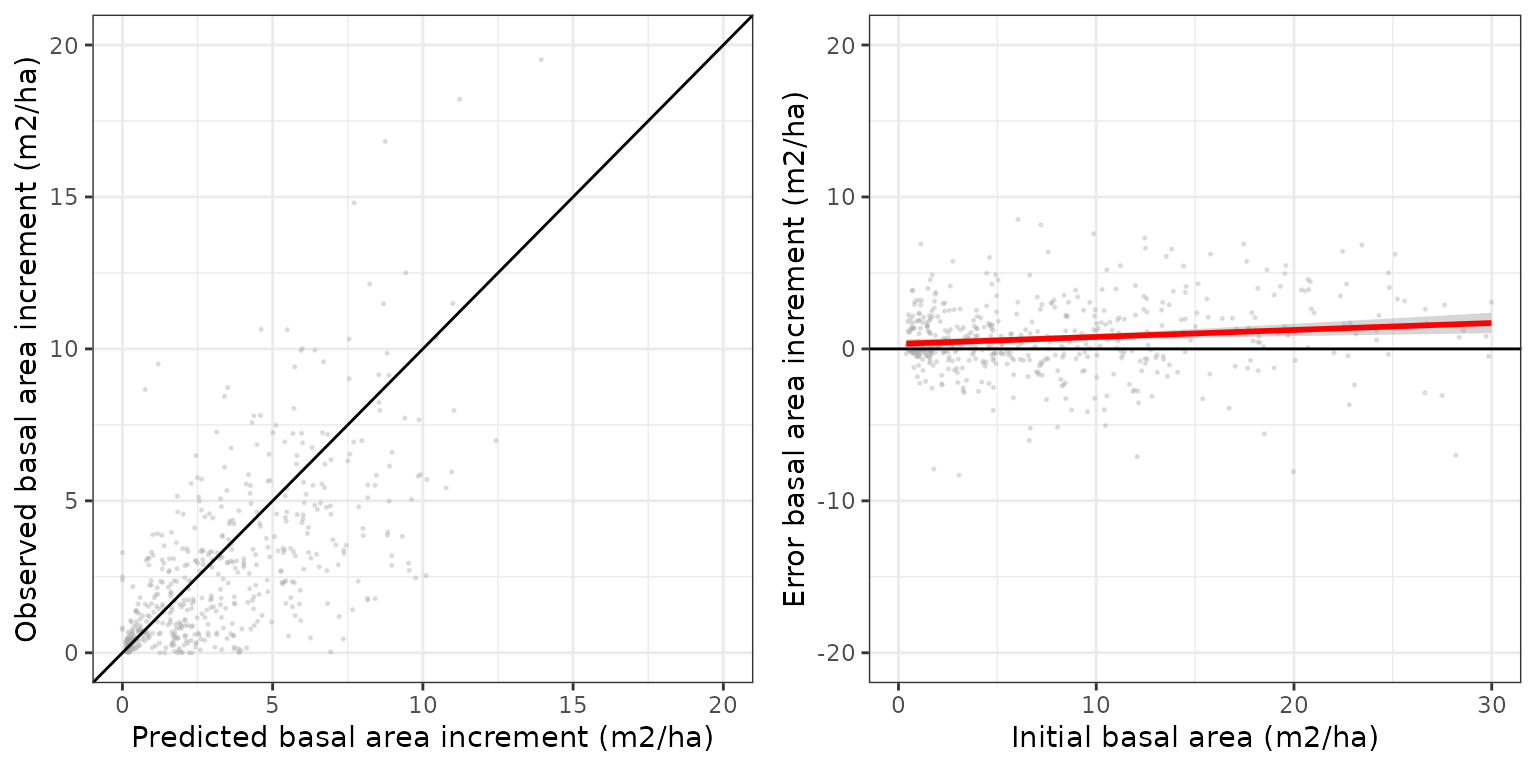 Observed basal area increment (m2/ha)
20
15
10
5
0
0 5 10 15 20
Predicted basal area increment (m2/ha)
Error basal area increment (m2/ha)
20
10
0
-10
-20
0 10 20 30
Initial basal area (m2/ha)